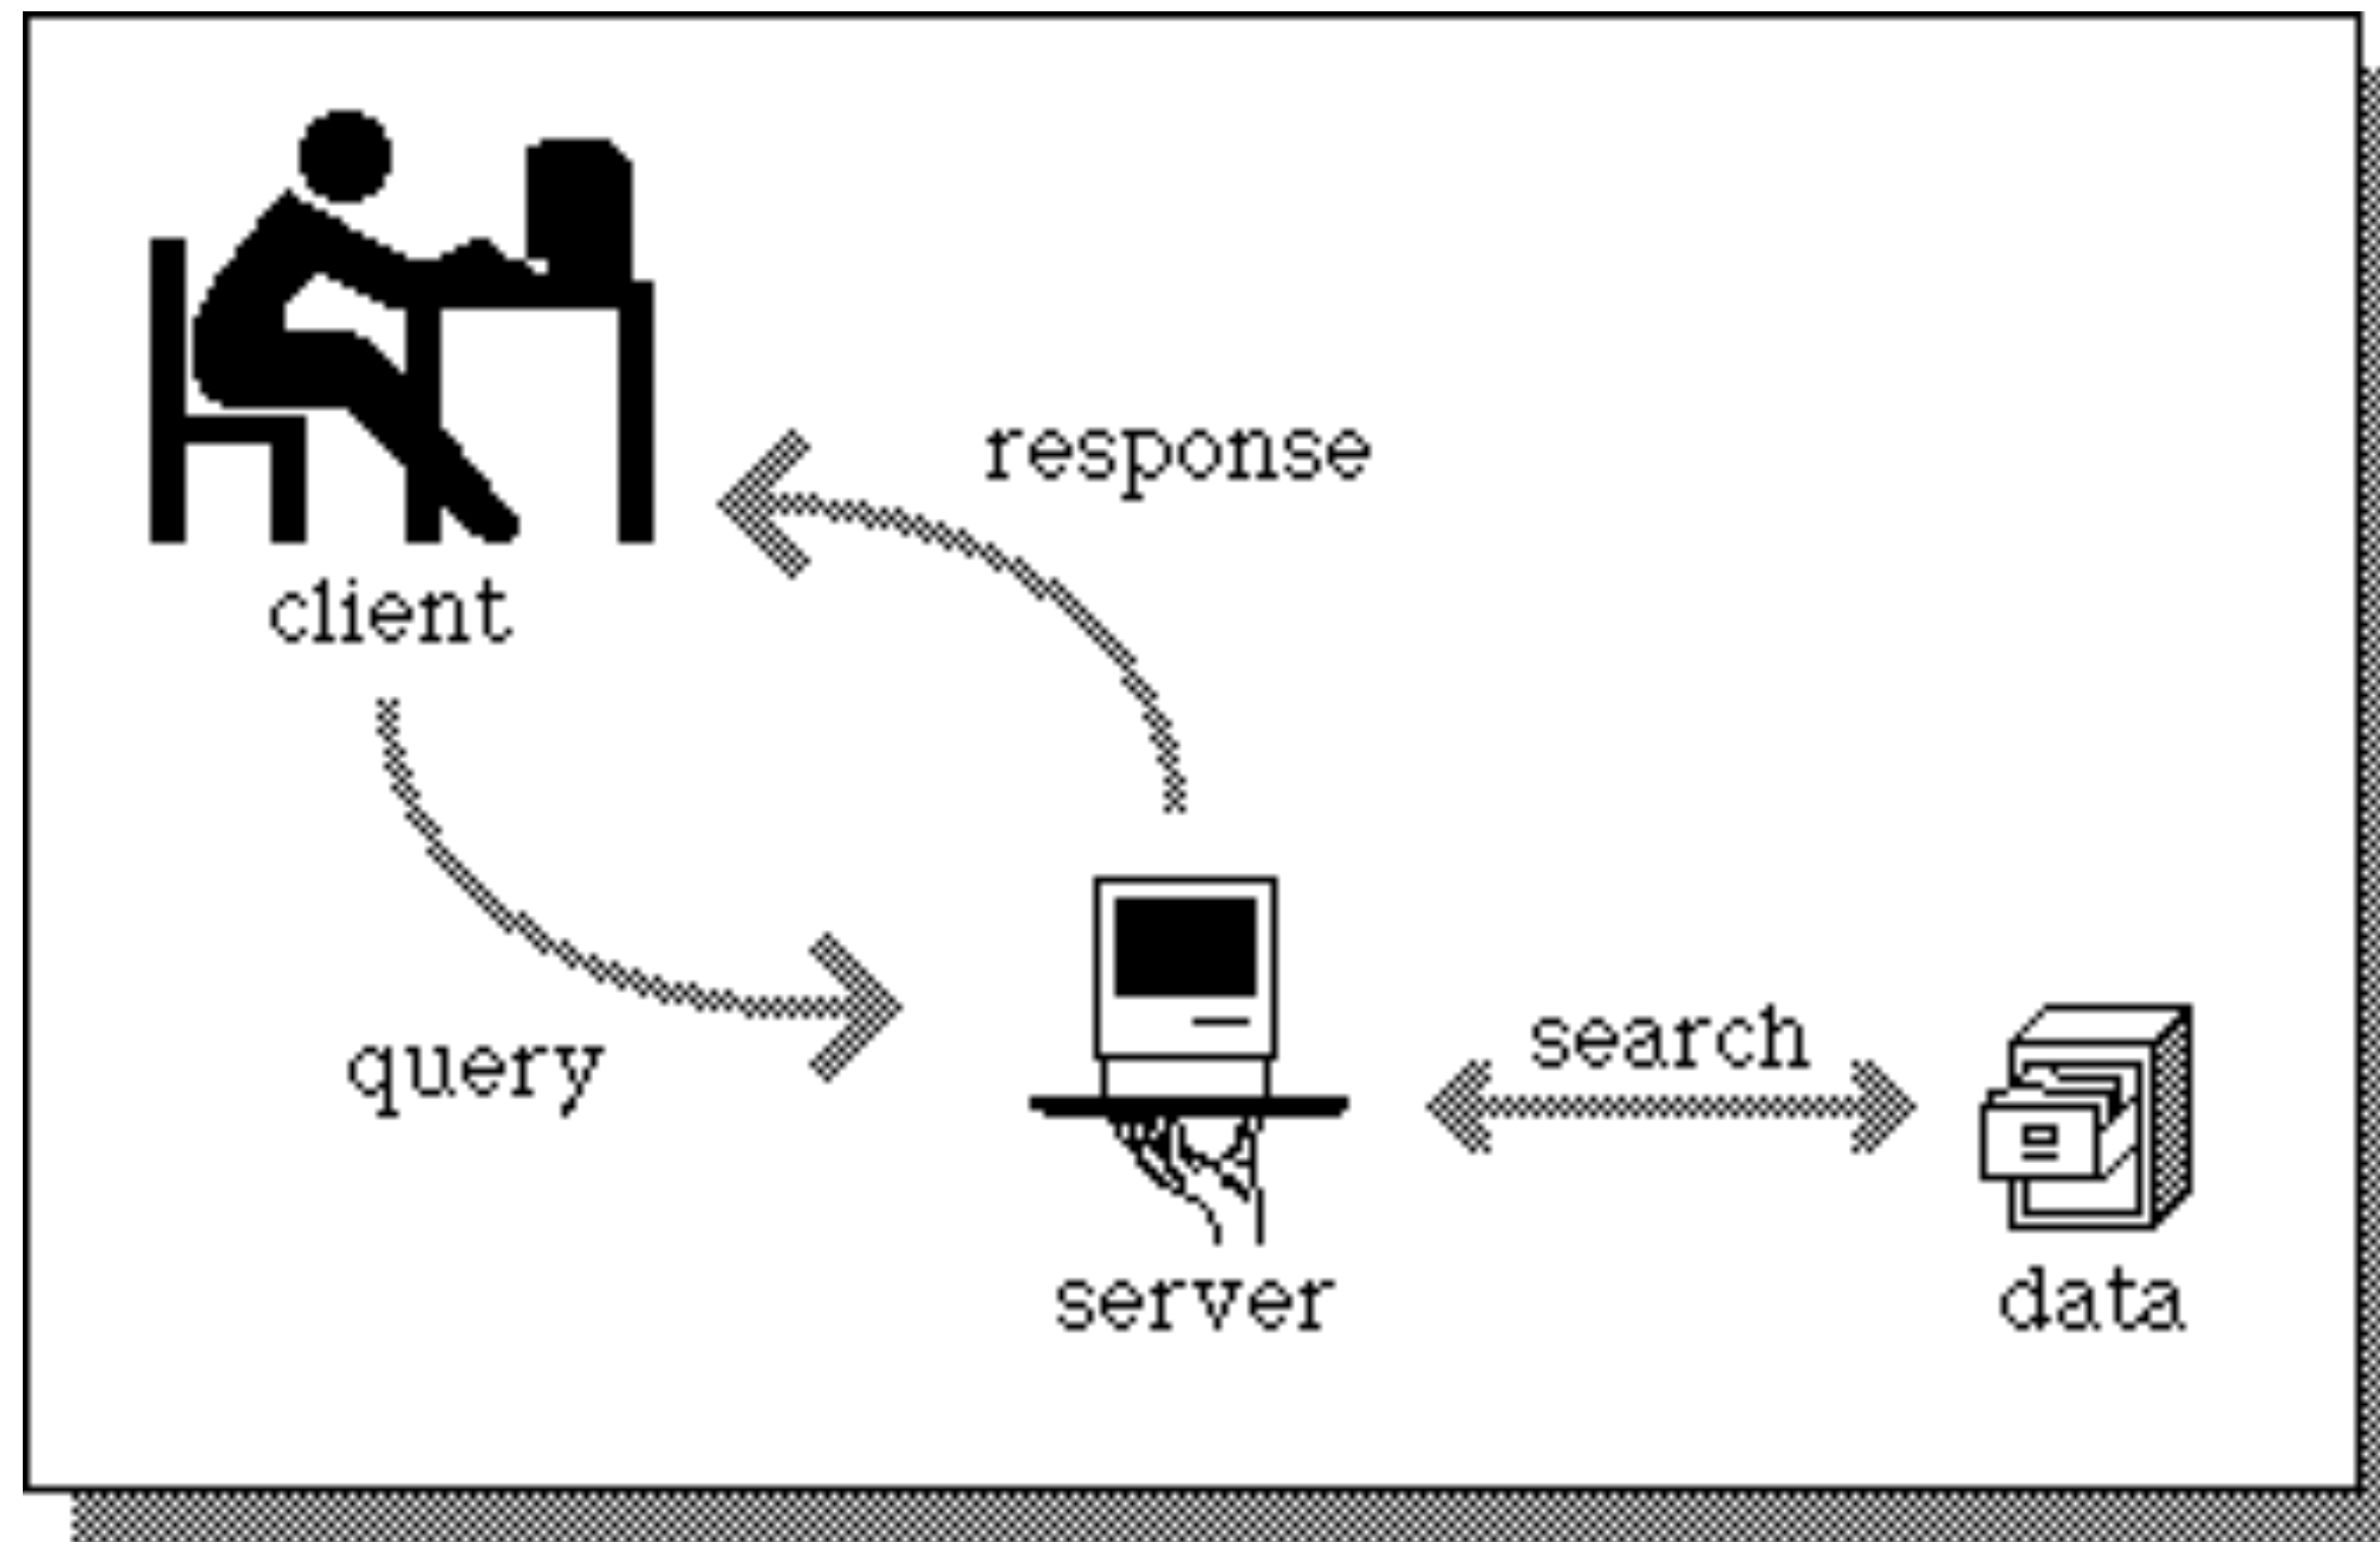 response
client
query
search
server
data